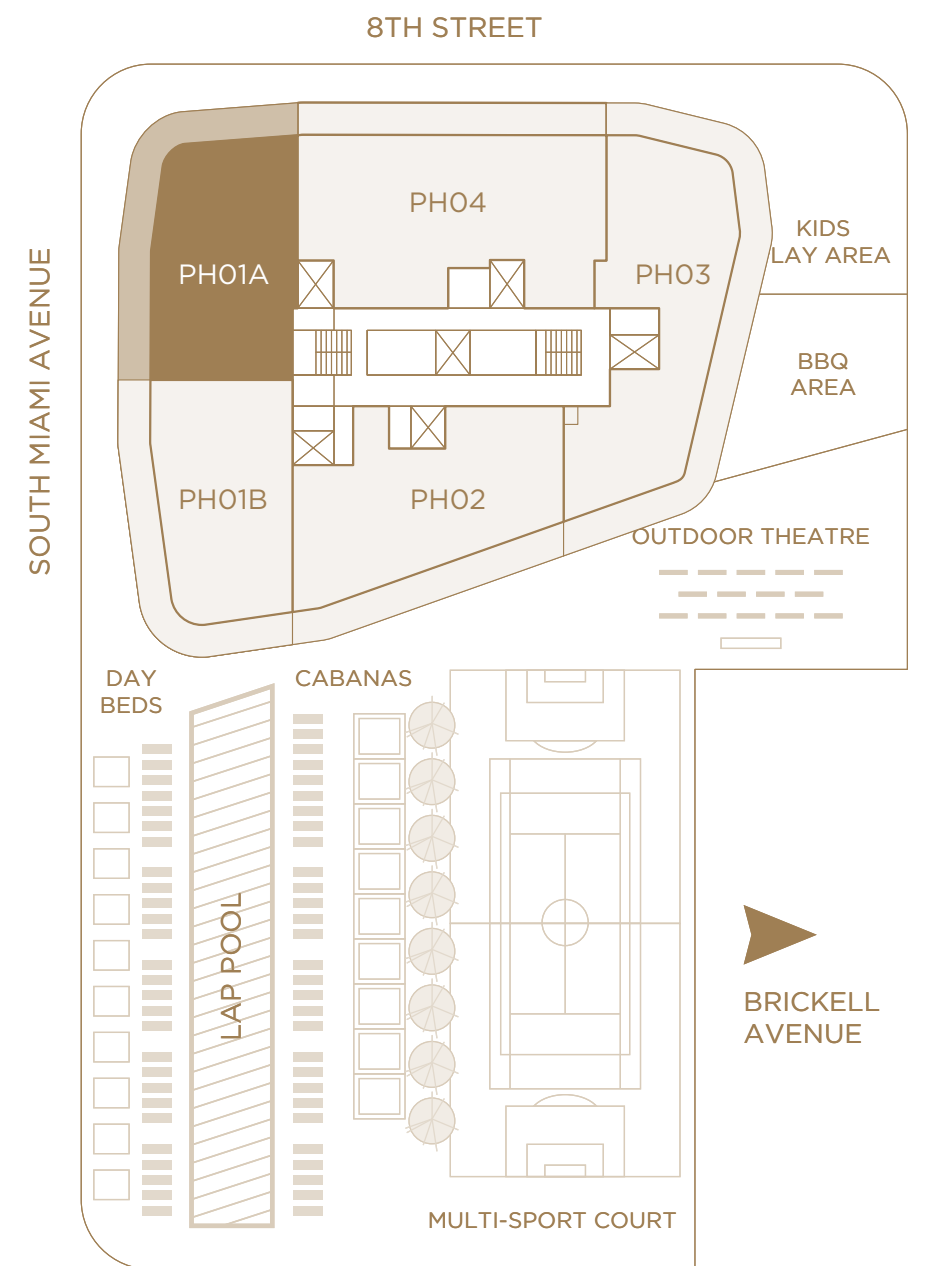 8TH STREET
SOUTH MIAMI AVENUE
PH04
PH01A
PH03
KIDS
LAY AREA
BBQ
AREA
PH01B
PH02
OUTDOOR THEATRE
DAY
BEDS
CABANAS
LAP POOL
BRICKELL
AVENUE
MULTI-SPORT COURT